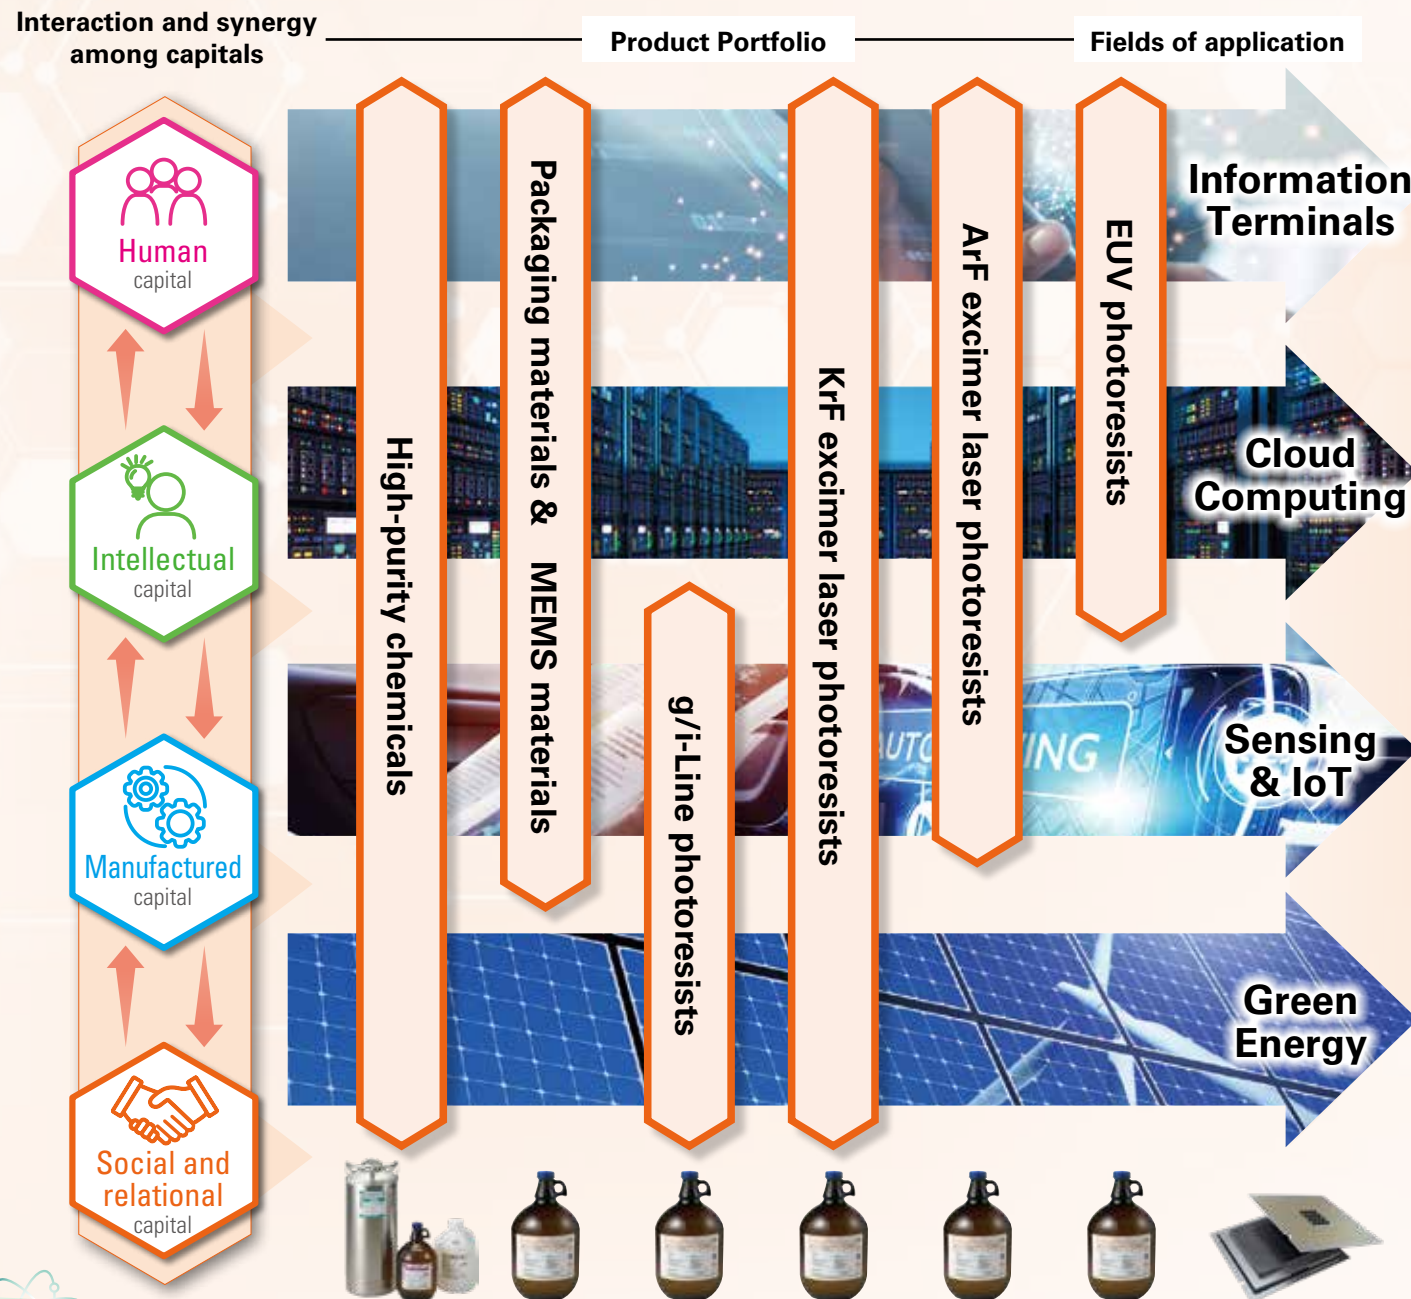 Interaction and synergy
among capitals
Product Portfolio
Fields of application
Human
capital
Intellectual
capital
Manufactured
capital
Social and
relational
capital
High-purity chemicals
Packaging materials & MEMS materials
g/i-Line photoresists
KrF excimer laser photoresists
ArF excimer laser photoresists
EUV photoresists
Information
Terminals
Cloud
Computing
Sensing
& IoT
Green
Energy